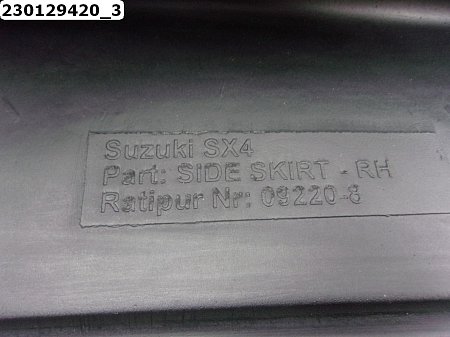 230129420_3
Suzuki SX4
Part: SIDE SKIRT - RH
Ratipur Nr: 09220-8